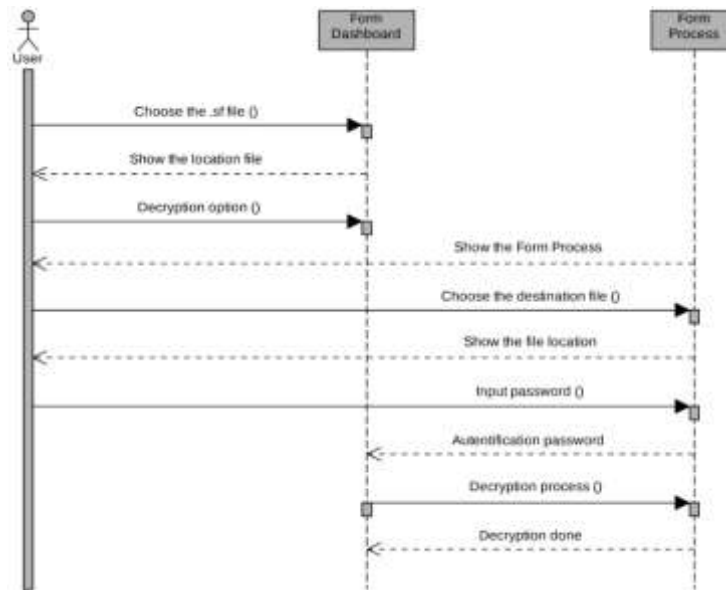 Form
Dashboard
Form
Process
User
Choose the .sf file ()
Show the location file
Decryption option ()
Show the Form Process
Choose the destination file ()
Show the file location
Input password ()
Autentification password
Decryption process ()
Decryption done